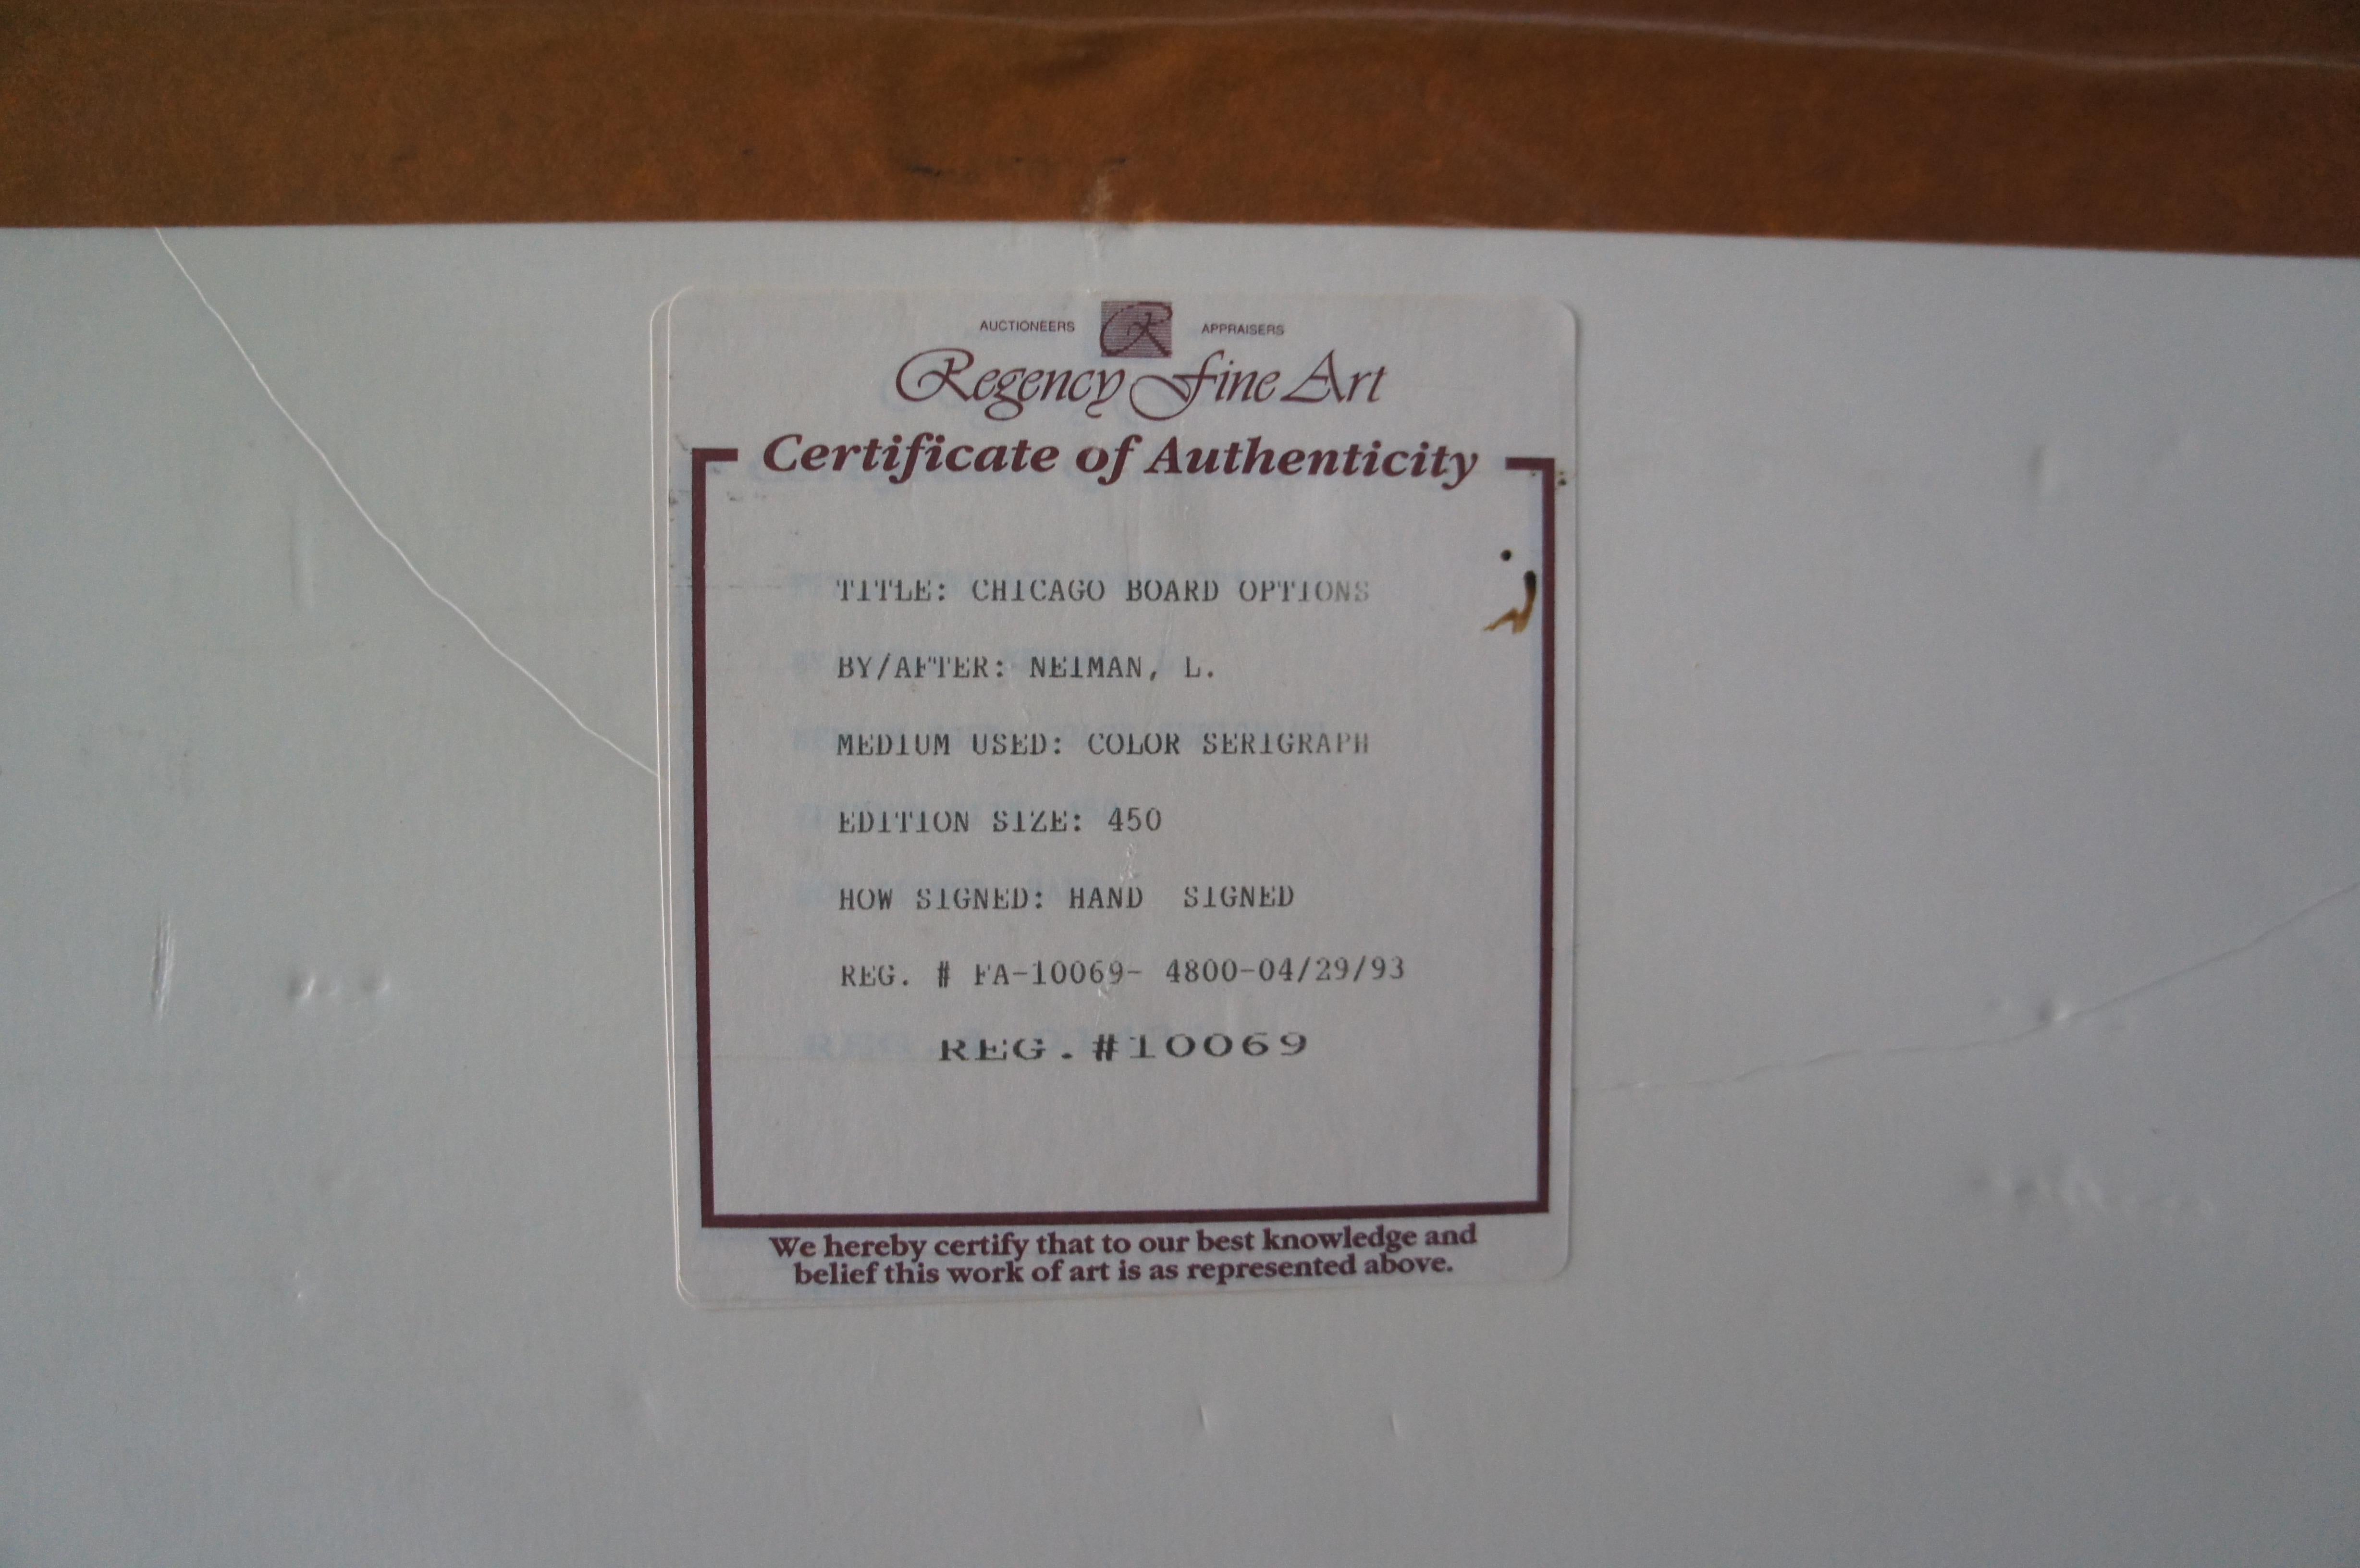 AUCTIONEERS R APPRAISERS
Regency Fine Art
Certificate of Authenticity
TITLE: CHICAGO BOARD OPTIONS
BY/AFTER: NEIMAN, L.
MEDIUM USED: COLOR SERIGRAPH
EDITION SIZE: 450
HOW SIGNED: HAND SIGNED
REG. # FA-10069- 4800-04/29/93
REG.#10069
We hereby certify that to our best knowledge and
belief this work of art is as represented above.